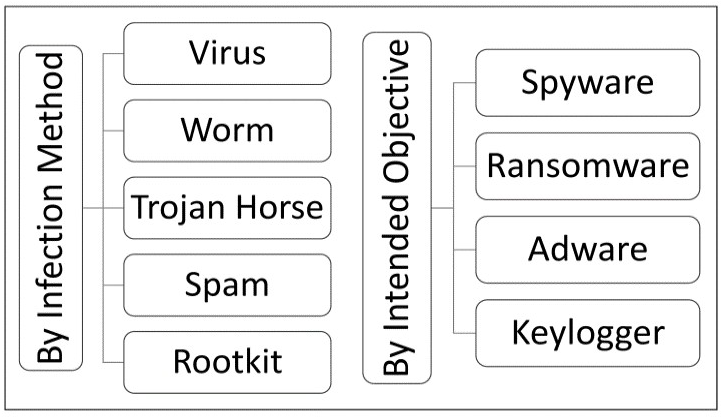 By Infection Method
Virus
Worm
Trojan Horse
Spam
Rootkit
By Intended Objective
Spyware
Ransomware
Adware
Keylogger